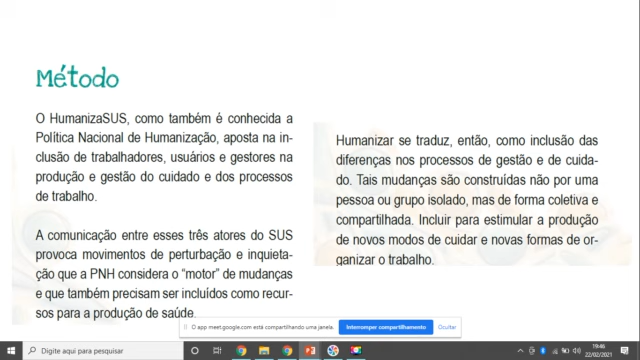 Método
O HumanizaSUS, como também é conhecida a
Política Nacional de Humanização, aposta na in-
clusão de trabalhadores, usuários e gestores na
produção e gestão do cuidado e dos processos
de trabalho.
A comunicação entre esses três atores do SUS
provoca movimentos de perturbação e inquieta-
ção que a PNH considera o “motor” de mudanças
e que também precisam ser incluídos como recur-
sos para a produção de saúde.
Humanizar se traduz, então, como inclusão das
diferenças nos processos de gestão e de cuida-
do. Tais mudanças são construídas não por uma
pessoa ou grupo isolado, mas de forma coletiva e
compartilhada. Incluir para estimular a produção
de novos modos de cuidar e novas formas de or-
ganizar o trabalho.
O app meet.google.com está compartilhando uma janela.
Interromper compartilhamento
Ocultar
Digite aqui para pesquisar
19:46
22/02/2021